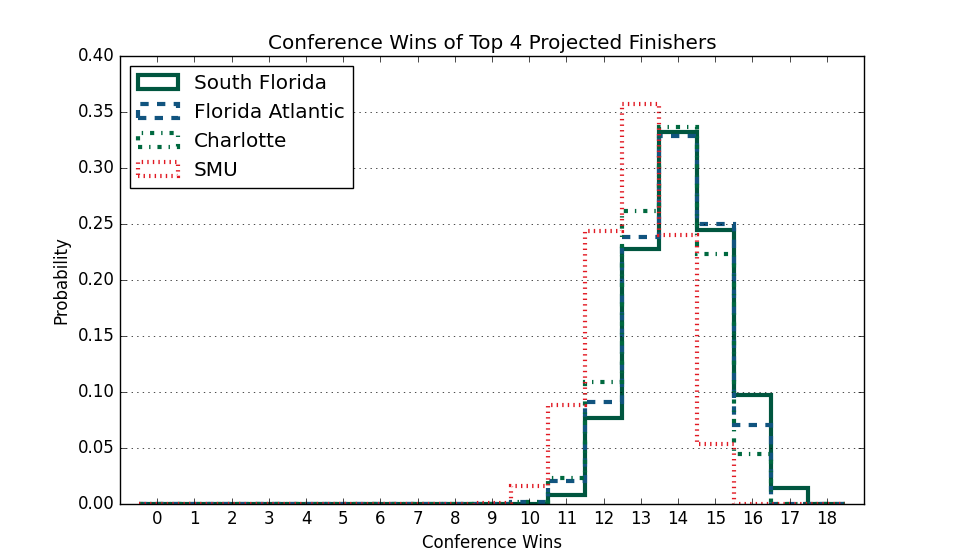 Conference Wins of Top 4 Projected Finishers
0.40
0.35
0.30
0.25
0.20
0.15
0.10
0.05
0.00
Probability
South Florida
Florida Atlantic
Charlotte
SMU
0 1 2 3 4 5 6 7 8 9 10 11 12 13 14 15 16 17 18
Conference Wins